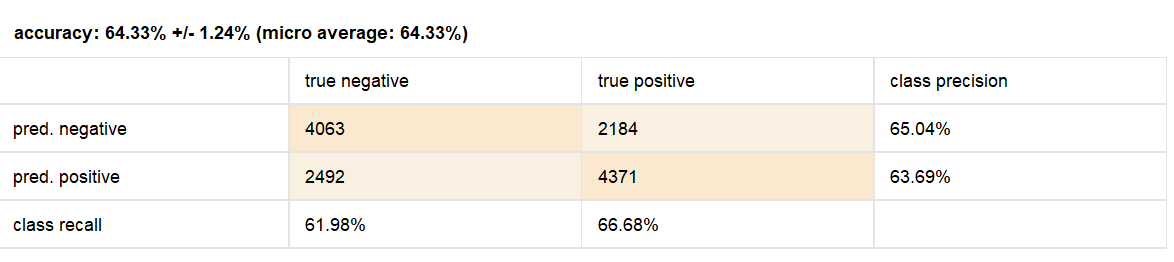 accuracy: 64.33% +/- 1.24% (micro average: 64.33%)
true negative true positive class precision
pred. negative 4063 2184 65.04%
pred. positive 2492 4371 63.69%
class recall 61.98% 66.68%